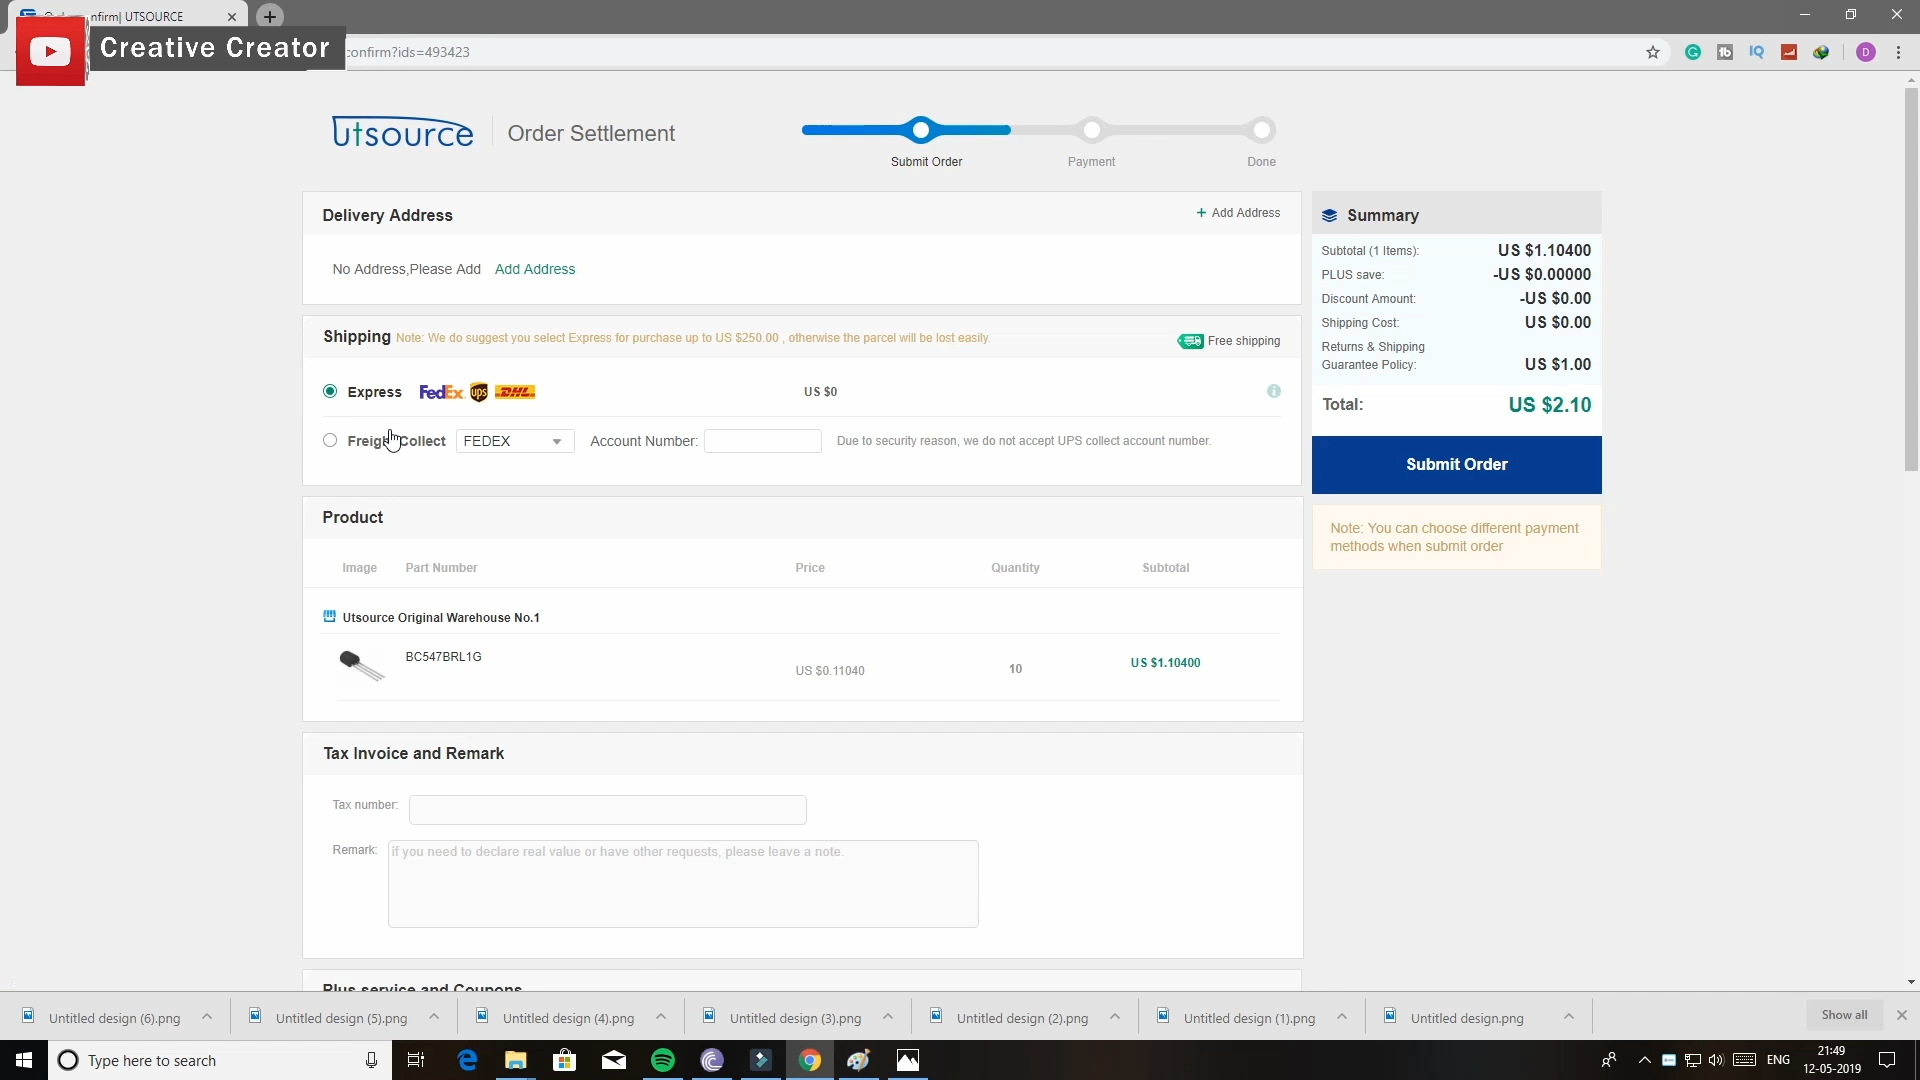 nfirm| UTSOURCE
Creative Creator
confirm?ids=493423
utsource
Order Settlement
Submit Order
Payment
Done
Delivery Address
+ Add Address
No Address,Please Add Add Address
Shipping Note: We do suggest you select Express for purchase up to US $250.00 , otherwise the parcel will be lost easily.
Free shipping
Express FedEx ups DHL US $0
Freight Collect FEDEX Account Number: Due to security reason, we do not accept UPS collect account number.
Product
Image Part Number Price Quantity Subtotal
Utsource Original Warehouse No.1
BC547BRL1G US $0.11040 10 US $1.10400
Tax Invoice and Remark
Tax number:
Remark: if you need to declare real value or have other requests, please leave a note.
Plus service and Coupons
Summary
Subtotal (1 Items): US $1.10400
PLUS save: -US $0.00000
Discount Amount: -US $0.00
Shipping Cost: US $0.00
Returns & Shipping
Guarantee Policy: US $1.00
Total: US $2.10
Submit Order
Note: You can choose different payment
methods when submit order
Untitled design (6).png Untitled design (5).png Untitled design (4).png Untitled design (3).png Untitled design (2).png Untitled design (1).png Untitled design.png Show all
Type here to search
ENG
21:49
12-05-2019